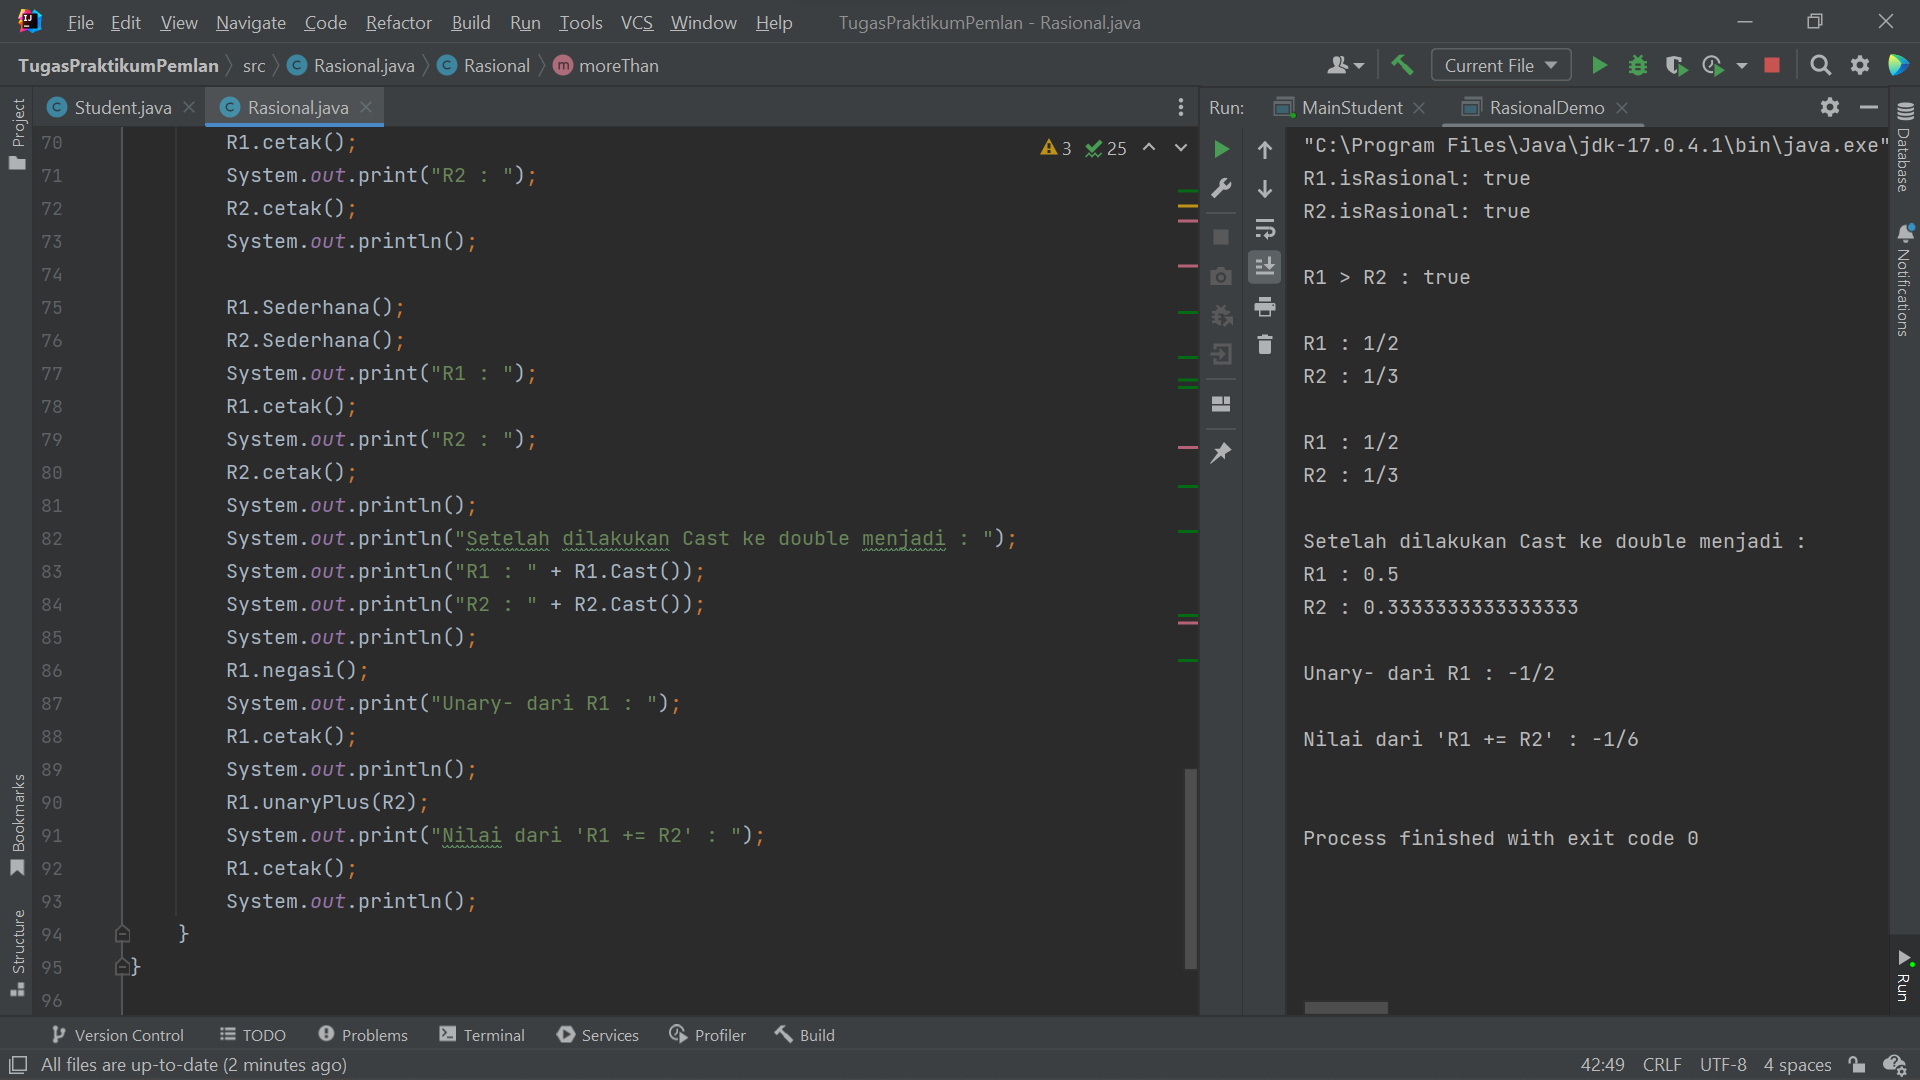 File Edit View Navigate Code Refactor Build Run Tools VCS Window Help TugasPraktikumPemlan - Rasional.java
TugasPraktikumPemlan src Rasional.java Rasional moreThan Current File
Project
Student.java Rasional.java
3 25
70 R1.cetak();
71 System.out.print("R2 : ");
72 R2.cetak();
73 System.out.println();
74
75 R1.Sederhana();
76 R2.Sederhana();
77 System.out.print("R1 : ");
78 R1.cetak();
79 System.out.print("R2 : ");
80 R2.cetak();
81 System.out.println();
82 System.out.println("Setelah dilakukan Cast ke double menjadi : ");
83 System.out.println("R1 : " + R1.Cast());
84 System.out.println("R2 : " + R2.Cast());
85 System.out.println();
86 R1.negasi();
87 System.out.print("Unary- dari R1 : ");
88 R1.cetak();
89 System.out.println();
90 R1.unaryPlus(R2);
91 System.out.print("Nilai dari 'R1 += R2' : ");
92 R1.cetak();
93 System.out.println();
94 }
95 }
96
Bookmarks
Structure
Run: MainStudent RasionalDemo
"C:\Program Files\Java\jdk-17.0.4.1\bin\java.exe"
R1.isRasional: true
R2.isRasional: true
R1 > R2 : true
R1 : 1/2
R2 : 1/3
R1 : 1/2
R2 : 1/3
Setelah dilakukan Cast ke double menjadi :
R1 : 0.5
R2 : 0.3333333333333333
Unary- dari R1 : -1/2
Nilai dari 'R1 += R2' : -1/6
Process finished with exit code 0
Database
Notifications
Run
Version Control TODO Problems Terminal Services Profiler Build
All files are up-to-date (2 minutes ago) 42:49 CRLF UTF-8 4 spaces